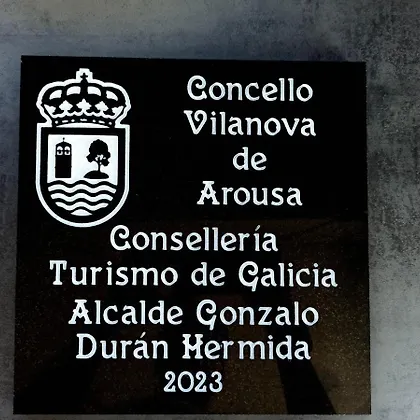 Concello
Vilanova
de
Arousa
Consellería
Turismo de Galicia
Alcalde Gonzalo
Durán Hermida
2023